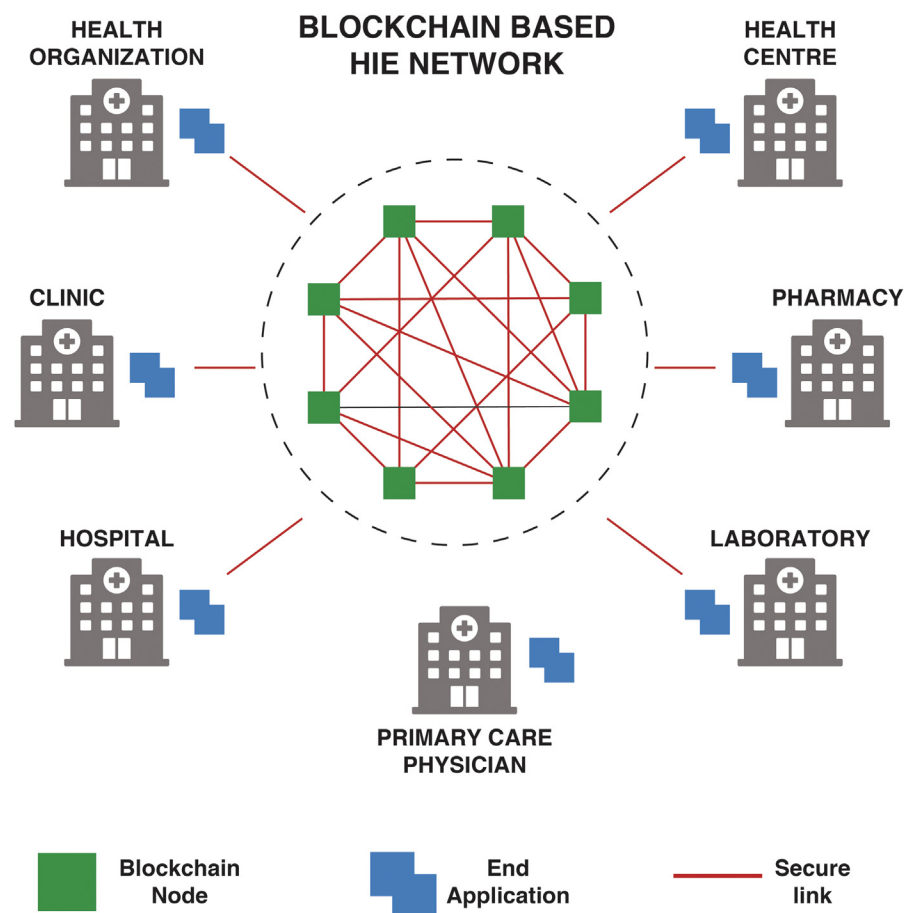 BLOCKCHAIN BASED
HIE NETWORK
HEALTH
ORGANIZATION
HEALTH
CENTRE
CLINIC
PHARMACY
HOSPITAL
LABORATORY
PRIMARY CARE
PHYSICIAN
Blockchain
Node
End
Application
Secure
link